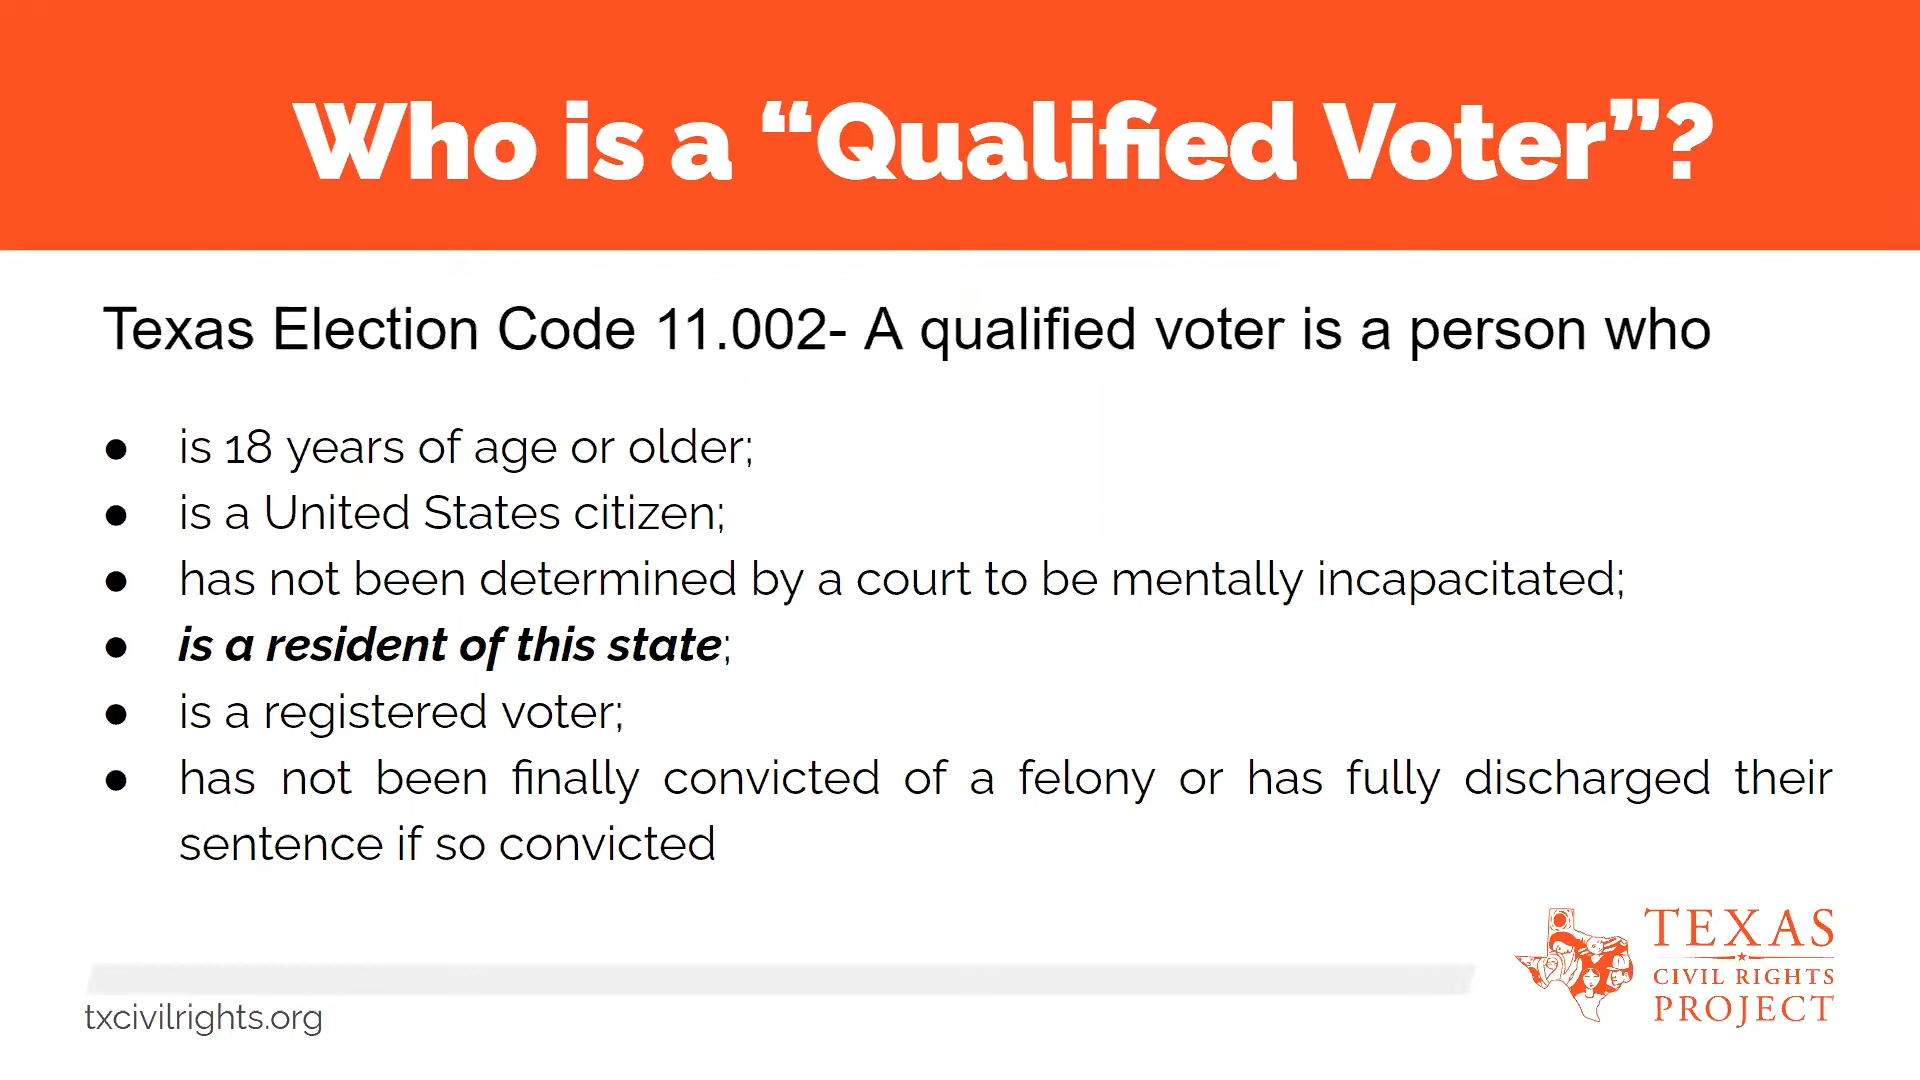 Who is a “Qualified Voter”?
Texas Election Code 11.002- A qualified voter is a person who
● is 18 years of age or older;
● is a United States citizen;
● has not been determined by a court to be mentally incapacitated;
● is a resident of this state;
● is a registered voter;
● has not been finally convicted of a felony or has fully discharged their
sentence if so convicted
txcivilrights.org
TEXAS
CIVIL RIGHTS
PROJECT